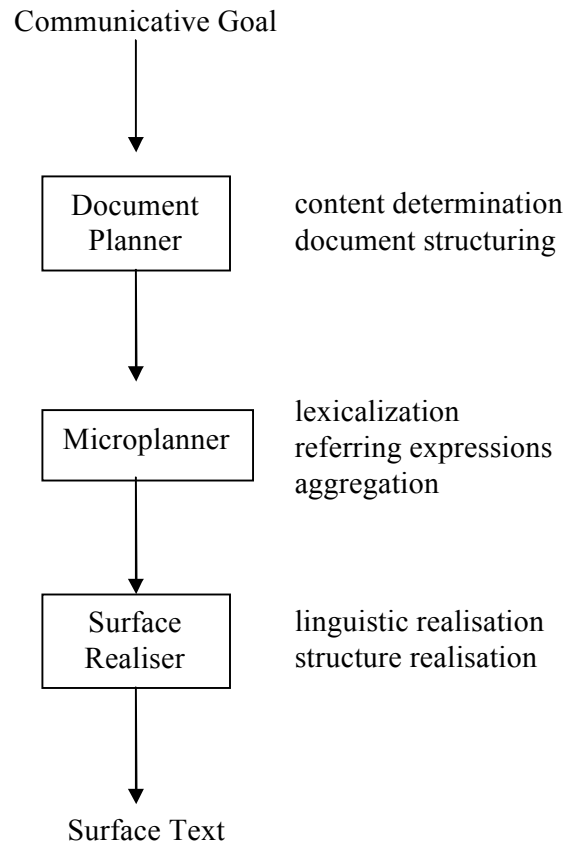 Communicative Goal
Document
Planner
content determination
document structuring
Microplanner
lexicalization
referring expressions
aggregation
Surface
Realiser
linguistic realisation
structure realisation
Surface Text